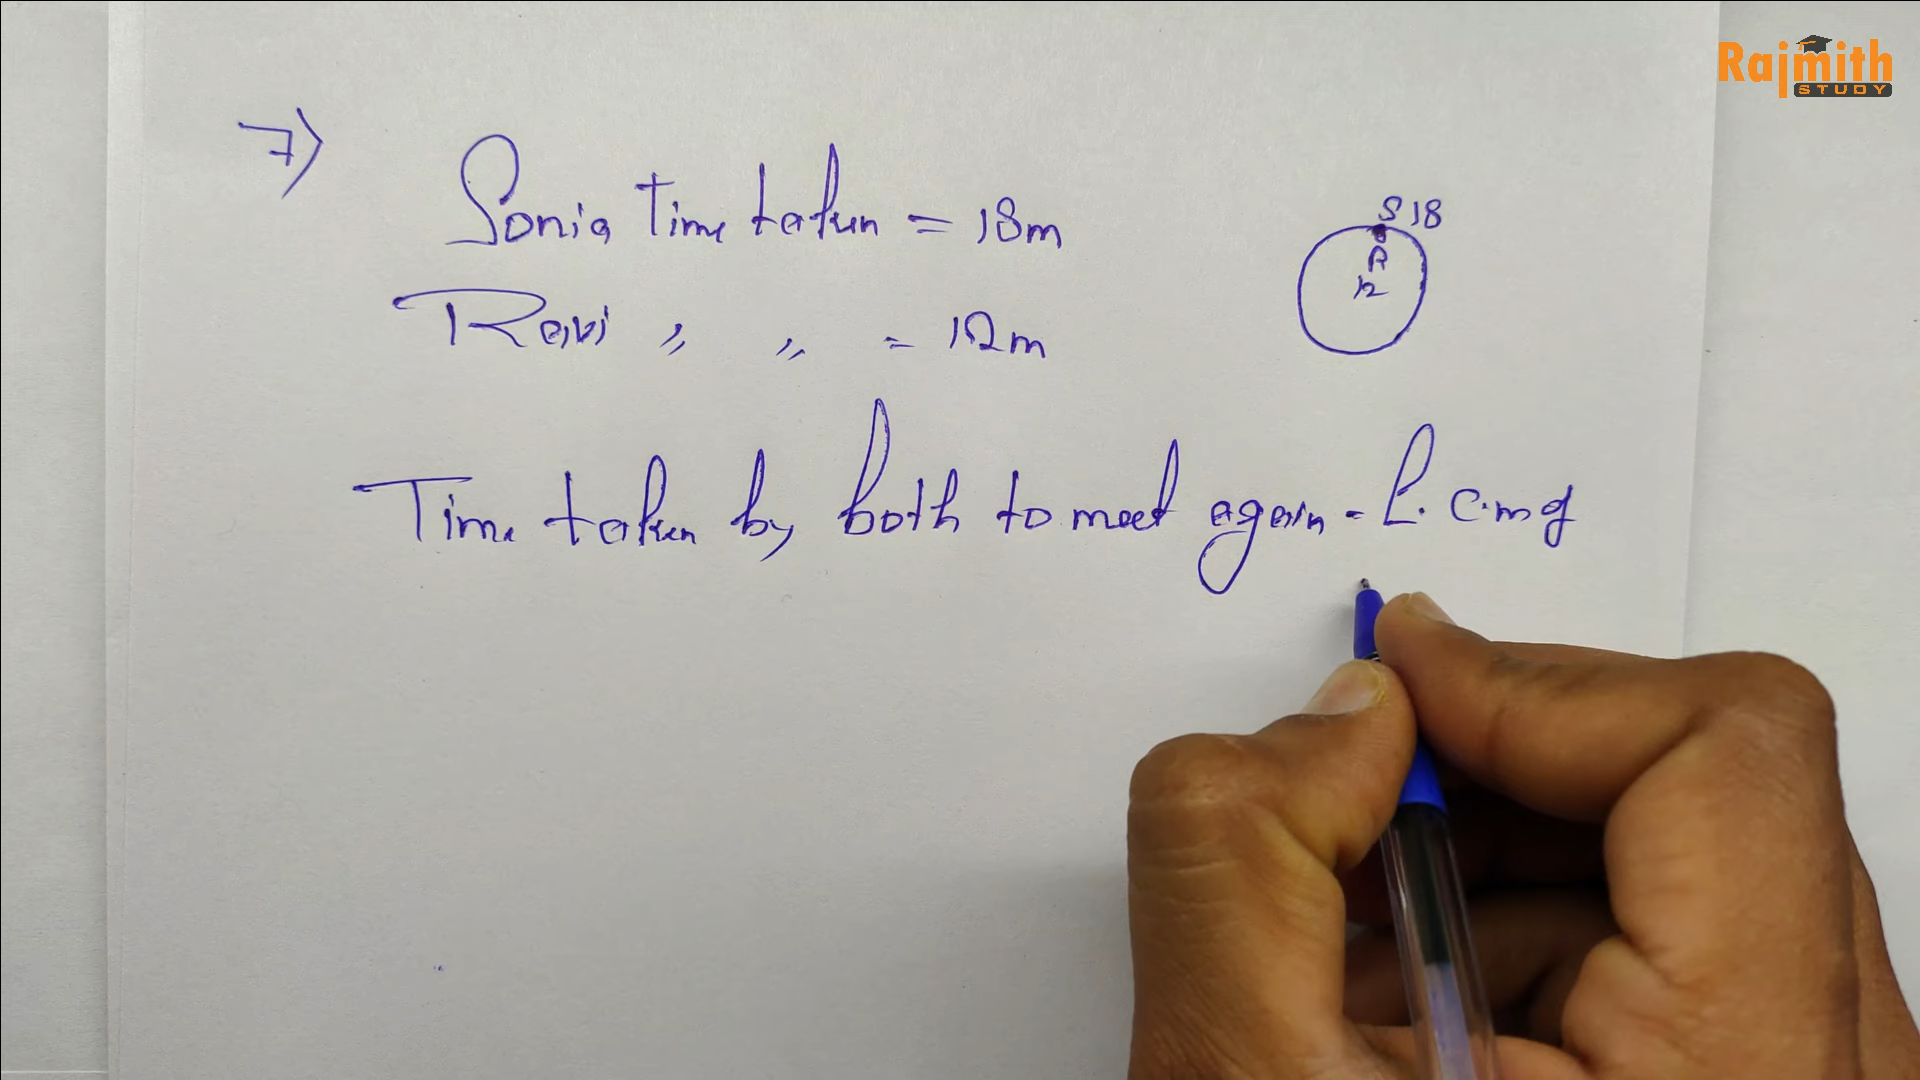 Rajmith
STUDY
7)
Sonia Time taken = 18m
S 18
R
12
Ravi " " = 12m
Time taken by both to meet again = L.C.M of